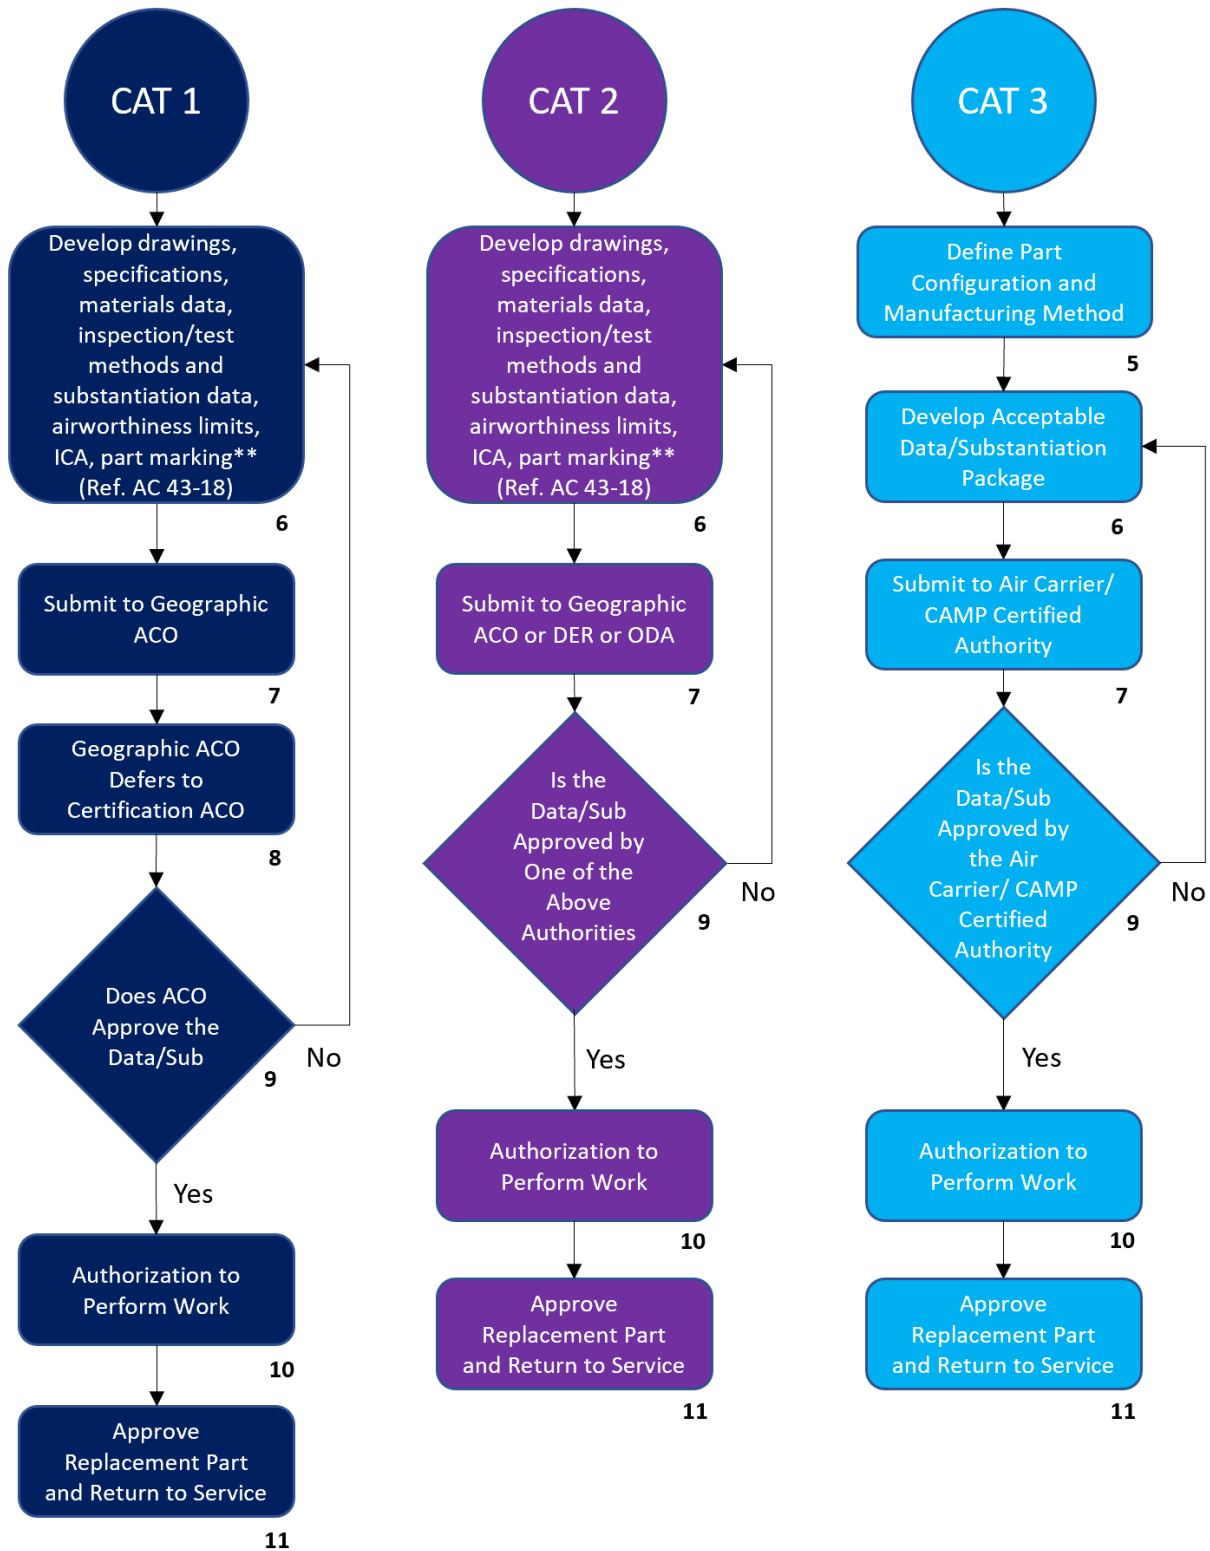 CAT 1
Develop drawings,
specifications,
materials data,
inspection/test
methods and
substantiation data,
airworthiness limits,
ICA, part marking**
(Ref. AC 43-18)
6
Submit to Geographic
ACO
7
Geographic ACO
Defers to
Certification ACO
8
Does ACO
Approve the
Data/Sub
9
No
Yes
Authorization to
Perform Work
10
Approve
Replacement Part
and Return to Service
11
CAT 2
Develop drawings,
specifications,
materials data,
inspection/test
methods and
substantiation data,
airworthiness limits,
ICA, part marking**
(Ref. AC 43-18)
6
Submit to Geographic
ACO or DER or ODA
7
Is the
Data/Sub
Approved by
One of the
Above
Authorities
9
No
Yes
Authorization to
Perform Work
10
Approve
Replacement Part
and Return to Service
11
CAT 3
Define Part
Configuration and
Manufacturing Method
5
Develop Acceptable
Data/Substantiation
Package
6
Submit to Air Carrier/
CAMP Certified
Authority
7
Is the
Data/Sub
Approved by
the Air
Carrier/ CAMP
Certified
Authority
9
No
Yes
Authorization to
Perform Work
10
Approve
Replacement Part
and Return to Service
11